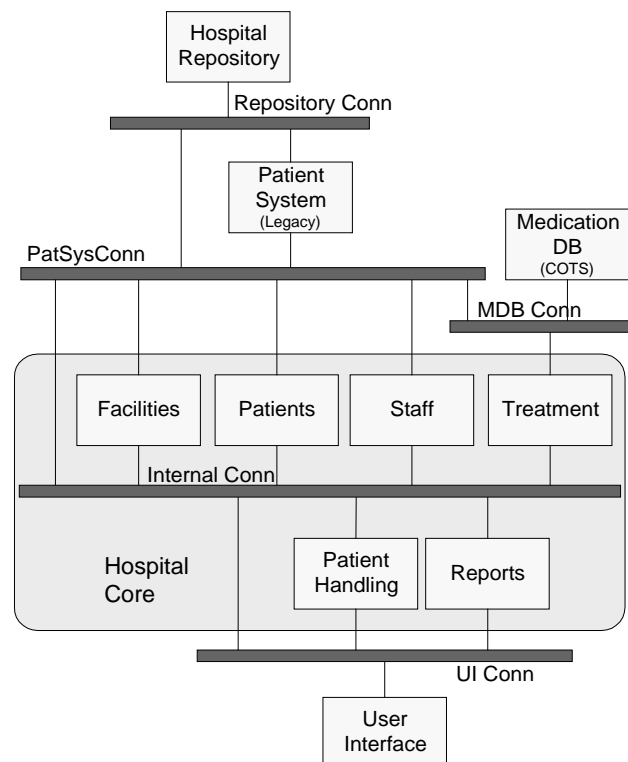 Hospital
Repository
Repository Conn
Patient
System
(Legacy)
Medication
DB
(COTS)
PatSysConn
MDB Conn
Facilities
Patients
Staff
Treatment
Internal Conn
Hospital
Core
Patient
Handling
Reports
UI Conn
User
Interface